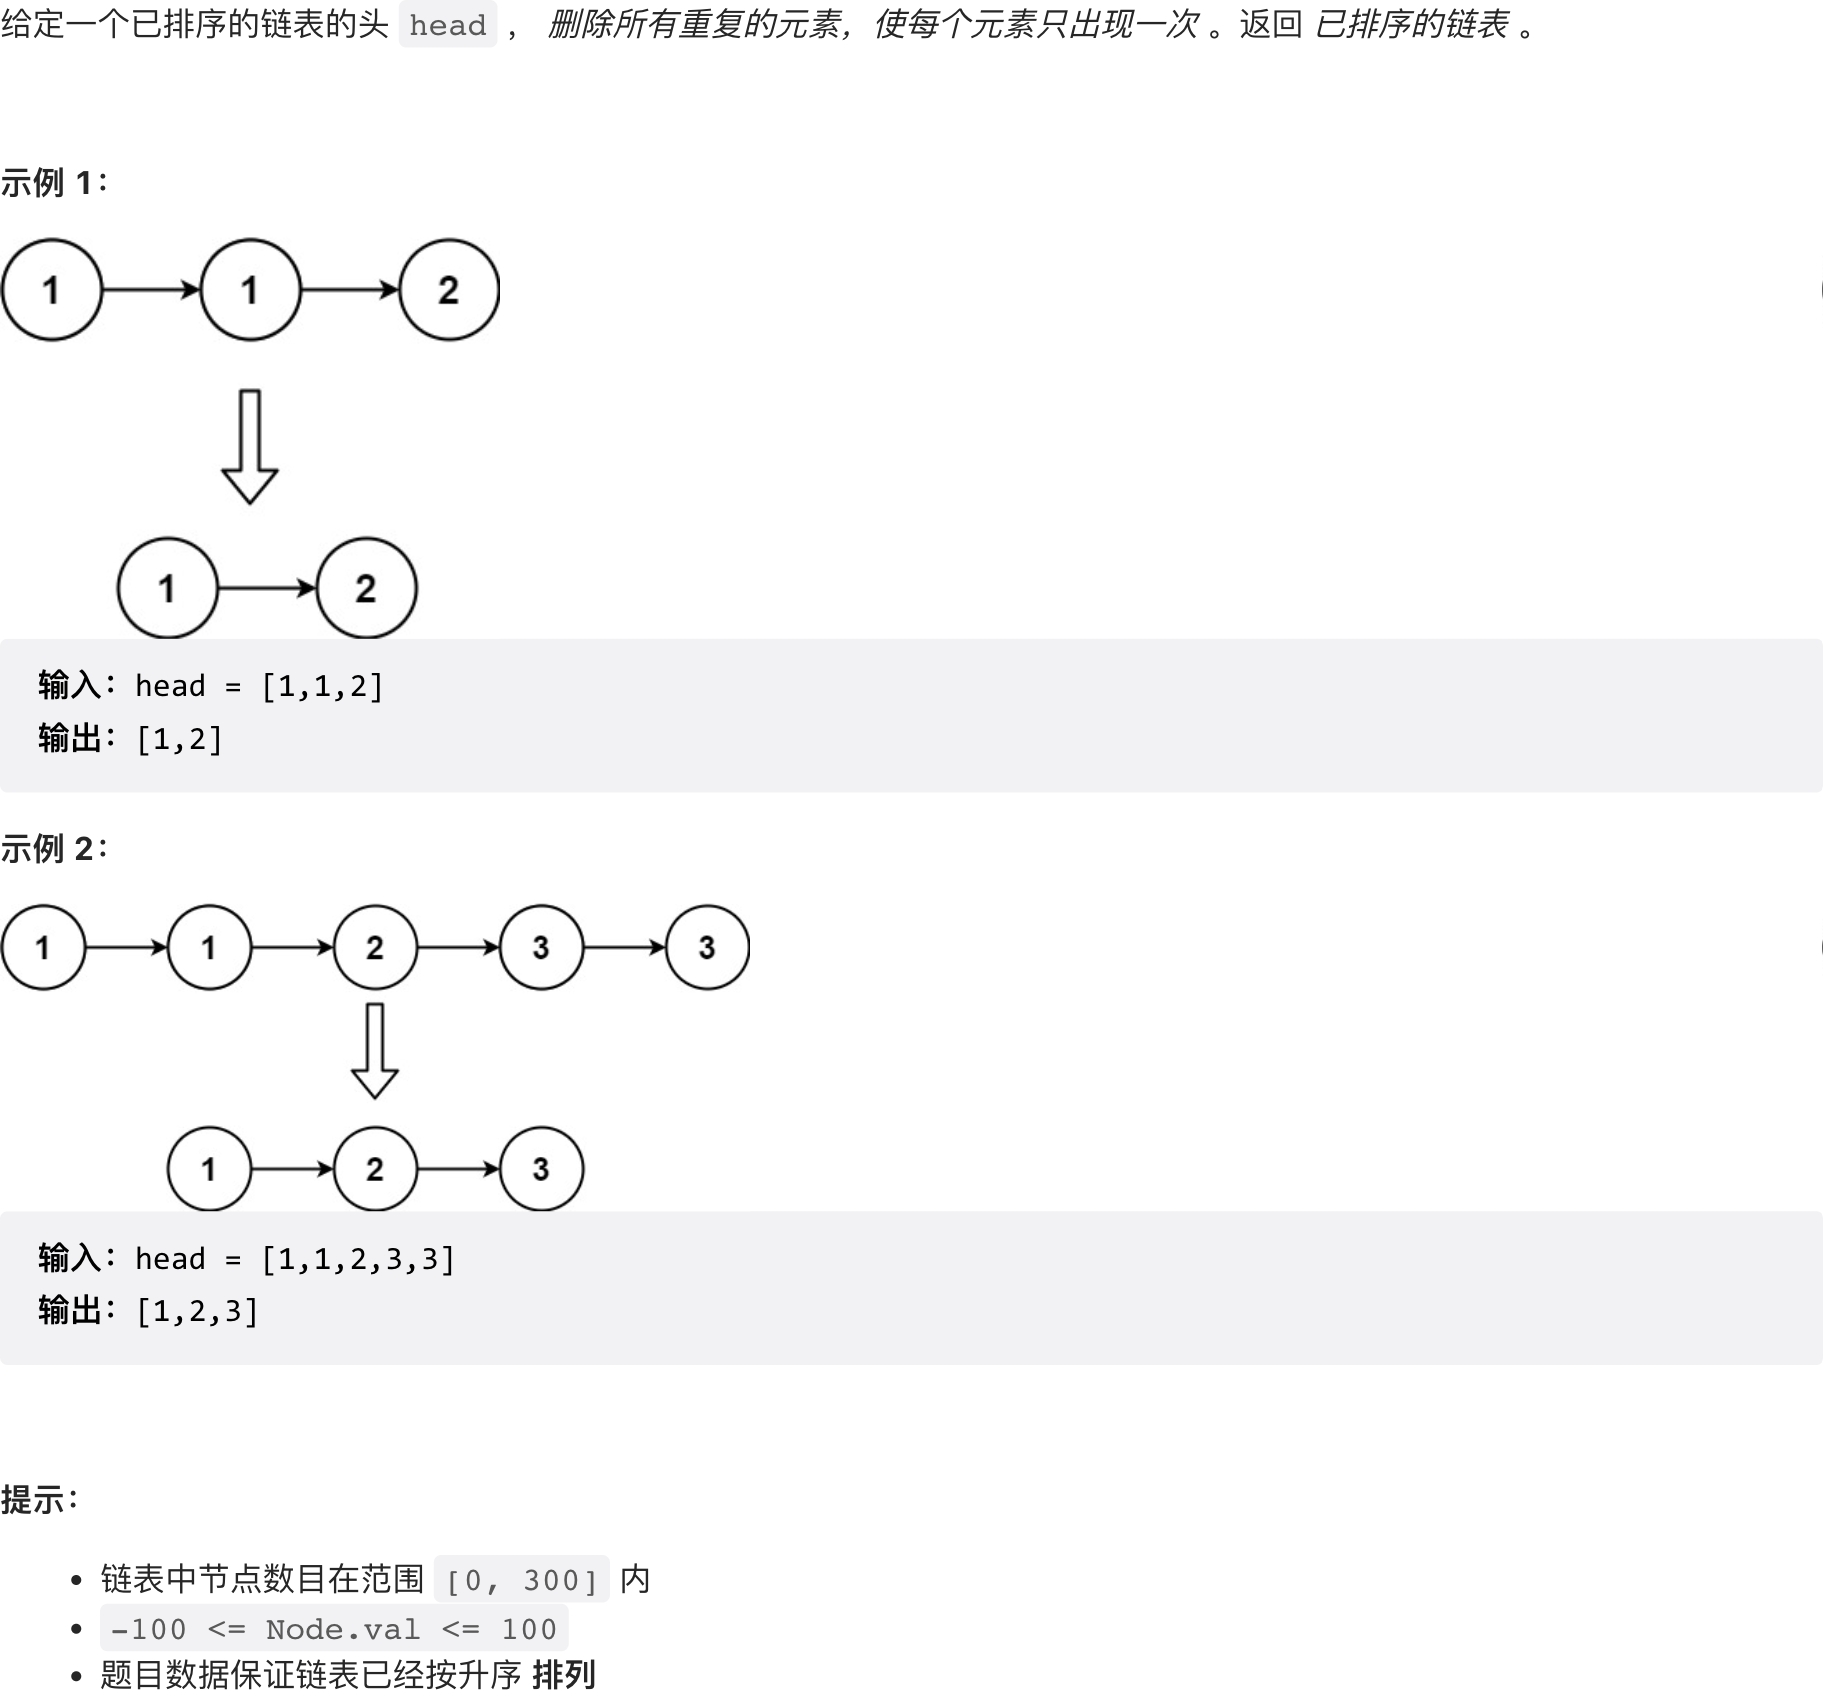 给定一个已排序的链表的头 head ， 删除所有重复的元素，使每个元素只出现一次 。返回 已排序的链表 。
示例 1：
1 1 2
1 2
输入：head = [1,1,2]
输出：[1,2]
示例 2：
1 1 2 3 3
1 2 3
输入：head = [1,1,2,3,3]
输出：[1,2,3]
提示：
• 链表中节点数目在范围 [0, 300] 内
• -100 <= Node.val <= 100
• 题目数据保证链表已经按升序 排列